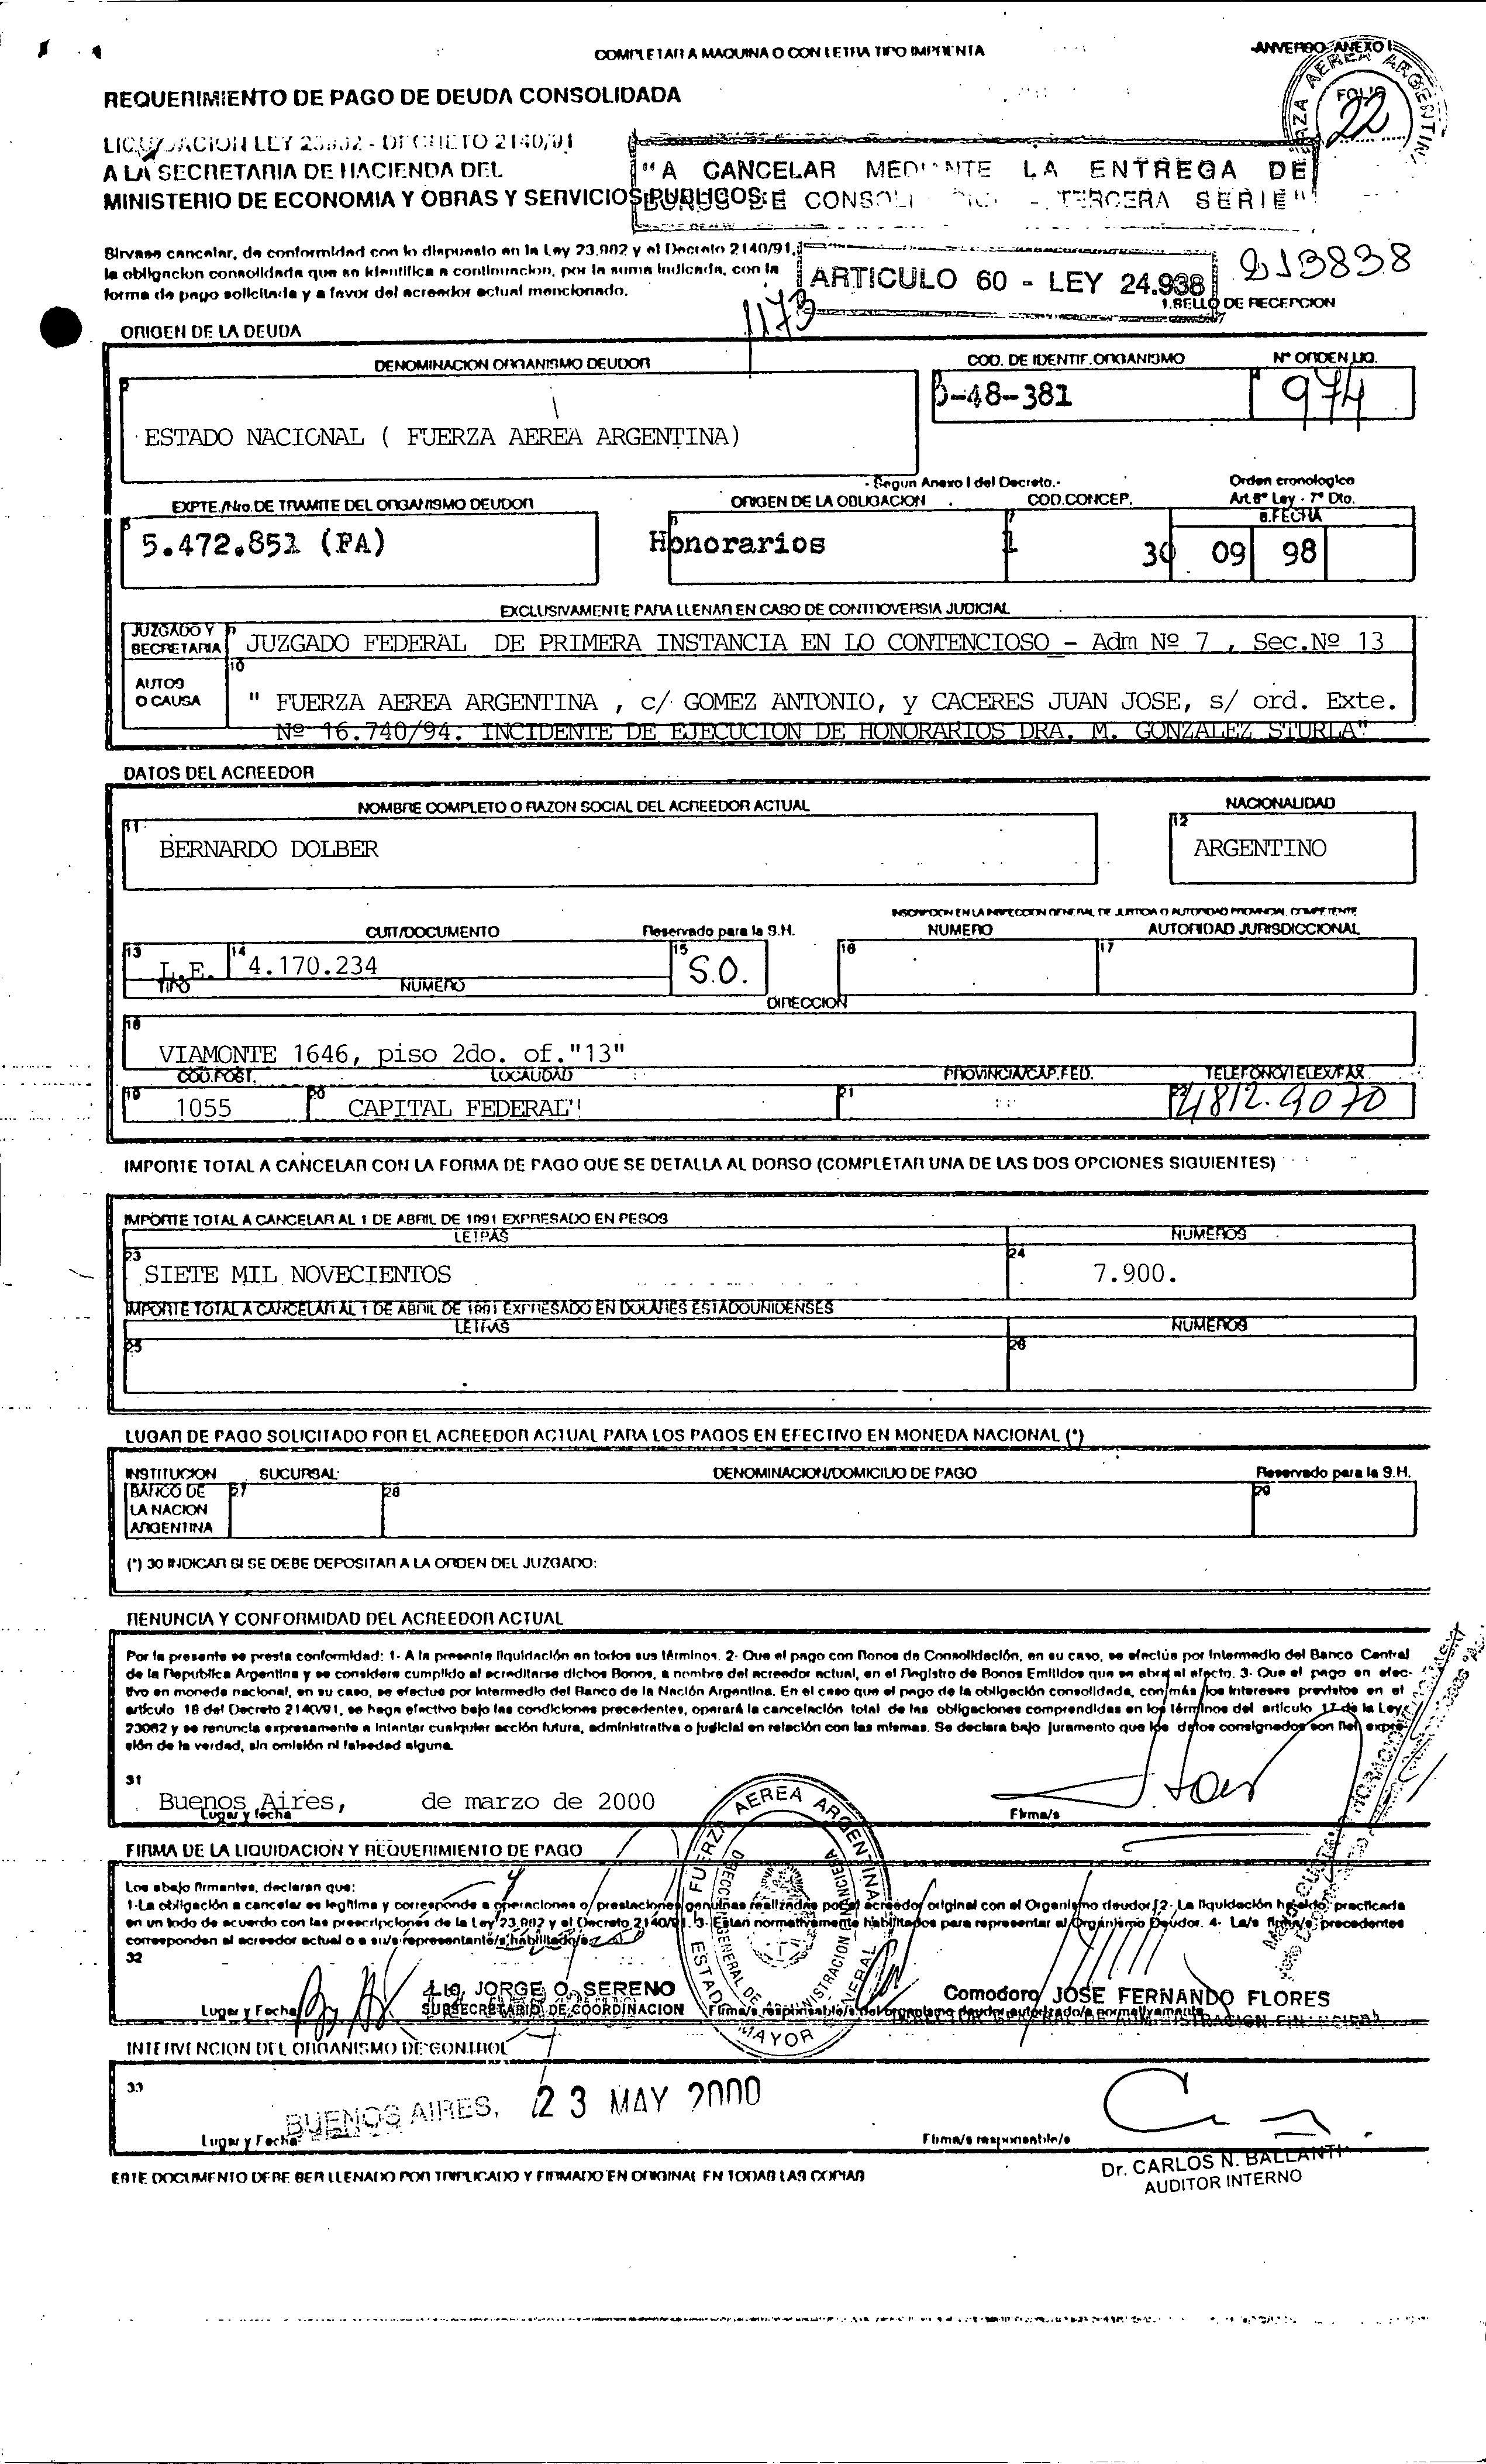 COMPLETAR A MAQUINA O CON LETRA TIPO IMPRENTA
ANVERSO-ANEXO I
FUERZA AEREA ARGENTINA
FOLIO
22
REQUERIMIENTO DE PAGO DE DEUDA CONSOLIDADA
LIQUIDACION LEY 23.982 - DECRETO 2140/91
A LA SECRETARIA DE HACIENDA DEL
MINISTERIO DE ECONOMIA Y OBRAS Y SERVICIOS PUBLICOS:
"A CANCELAR MEDIANTE LA ENTREGA DE
DE CONSOLI - TERCERA SERIE"
Sirvase cancelar, de conformidad con lo dispuesto en la Ley 23.982 y el Decreto 2140/91,
la obligacion consolidada que se identifica a continuacion, por la suma indicada, con la
forma de pago solicitada y a favor del acreedor actual mencionado.
ARTICULO 60 - LEY 24.938
213838
1.SELLO DE RECEPCION
1173
ORIGEN DE LA DEUDA
DENOMINACION ORGANISMO DEUDOR
COD. DE IDENTIF.ORGANISMO
Nº ORDEN LIQ.
ESTADO NACIONAL ( FUERZA AEREA ARGENTINA)
-48-381
974
- Segun Anexo I del Decreto.-
Orden cronologico
EXPTE./Nro.DE TRAMITE DEL ORGANISMO DEUDOR
ORIGEN DE LA OBLIGACION
COD.CONCEP.
Art.8º Ley - 7º Dto.
8.FECHA
5.472.851 (FA)
Honorarios
1
30 09 98
EXCLUSIVAMENTE PARA LLENAR EN CASO DE CONTROVERSIA JUDICIAL
JUZGADO Y SECRETARIA
JUZGADO FEDERAL DE PRIMERA INSTANCIA EN LO CONTENCIOSO - Adm Nº 7 , Sec.Nº 13
10
AUTOS O CAUSA
" FUERZA AEREA ARGENTINA , c/ GOMEZ ANTONIO, y CACERES JUAN JOSE, s/ ord. Exte.
Nº 16.740/94. INCIDENTE DE EJECUCION DE HONORARIOS DRA. M. GONZALEZ STURLA"
DATOS DEL ACREEDOR
NOMBRE COMPLETO O RAZON SOCIAL DEL ACREEDOR ACTUAL
NACIONALIDAD
11
BERNARDO DOLBER
12
ARGENTINO
INSCRIPCION EN LA INSPECCION GENERAL DE JUSTICIA O AUTORIDAD PROVINCIAL COMPETENTE
CUIT/DOCUMENTO
Reservado para la S.H.
NUMERO
AUTORIDAD JURISDICCIONAL
13
L.E.
14
4.170.234
15
S.O.
16
17
TIPO
NUMERO
DIRECCION
18
VIAMONTE 1646, piso 2do. of."13"
COD.POST.
LOCALIDAD
PROVINCIA/CAP.FED.
TELEFONO/TELEX/FAX
19
1055
20
CAPITAL FEDERAL"
21
4812.9070
IMPORTE TOTAL A CANCELAR CON LA FORMA DE PAGO QUE SE DETALLA AL DORSO (COMPLETAR UNA DE LAS DOS OPCIONES SIGUIENTES)
IMPORTE TOTAL A CANCELAR AL 1 DE ABRIL DE 1991 EXPRESADO EN PESOS
LETRAS
NUMEROS
23
SIETE MIL NOVECIENTOS
24
7.900.
IMPORTE TOTAL A CANCELAR AL 1 DE ABRIL DE 1991 EXPRESADO EN DOLARES ESTADOUNIDENSES
LETRAS
NUMEROS
25
26
LUGAR DE PAGO SOLICITADO POR EL ACREEDOR ACTUAL PARA LOS PAGOS EN EFECTIVO EN MONEDA NACIONAL (*)
INSTITUCION
SUCURSAL
DENOMINACION/DOMICILIO DE PAGO
Reservado para la S.H.
BANCO DE LA NACION ARGENTINA
27
28
29
(*) 30 INDICAR SI SE DEBE DEPOSITAR A LA ORDEN DEL JUZGADO:
RENUNCIA Y CONFORMIDAD DEL ACREEDOR ACTUAL
Por la presente se presta conformidad: 1- A la presente liquidación en todos sus términos. 2- Que el pago con Bonos de Consolidación, en su caso, se efectúe por intermedio del Banco Central
de la Republica Argentina y se considere cumplido al acreditarse dichos Bonos, a nombre del acreedor actual, en el Registro de Bonos Emitidos que se abra al efecto. 3- Que el pago en efec-
tivo en moneda nacional, en su caso, se efectue por intermedio del Banco de la Nación Argentina. En el caso que el pago de la obligación consolidada, con más los intereses previstos en el
artículo 18 del Decreto 2140/91, se haga efectivo bajo las condiciones precedentes, operará la cancelación total de las obligaciones comprendidas en los términos del artículo 17 de la Ley
23982 y se renuncia expresamente a intentar cualquier acción futura, administrativa o judicial en relación con las mismas. Se declara bajo juramento que los datos consignados son fiel expre-
sión de la verdad, sin omisión ni falsedad alguna.
31
Buenos Aires, de marzo de 2000
Lugar y fecha
Firma/s
FIRMA DE LA LIQUIDACION Y REQUERIMIENTO DE PAGO
Los abajo firmantes, declaran que:
1-La obligación a cancelar es legítima y corresponde a operaciones o prestaciones genuinas realizadas por el acreedor original con el Organismo deudor. 2- La liquidación ha sido practicada
en un todo de acuerdo con las prescripciones de la Ley 23.982 y el Decreto 2140/91. 3- Están normativamente habilitados para representar al Organismo Deudor. 4- La/s firma/s precedentes
corresponden al acreedor actual o a su/s representante/s habilitado/s
32
FUERZA AEREA ARGENTINA
ESTADO MAYOR GENERAL
DIRECCION GENERAL DE ADMINISTRACION FINANCIERA
Lic. JORGE O. SERENO
SUBSECRETARIO DE COORDINACION
Comodoro JOSE FERNANDO FLORES
DIRECTOR GENERAL DE ADMINISTRACION FINANCIERA
Lugar y Fecha
Firma/s responsable/s del organismo deudor autorizado/a normativamente
INTERVENCION DEL ORGANISMO DE CONTROL
33
BUENOS AIRES, 23 MAY 2000
Lugar y Fecha
Firma/s responsable/s
Dr. CARLOS N. BALLANTI
AUDITOR INTERNO
ESTE DOCUMENTO DEBE SER LLENADO POR TRIPLICADO Y FIRMADO EN ORIGINAL EN TODAS LAS COPIAS